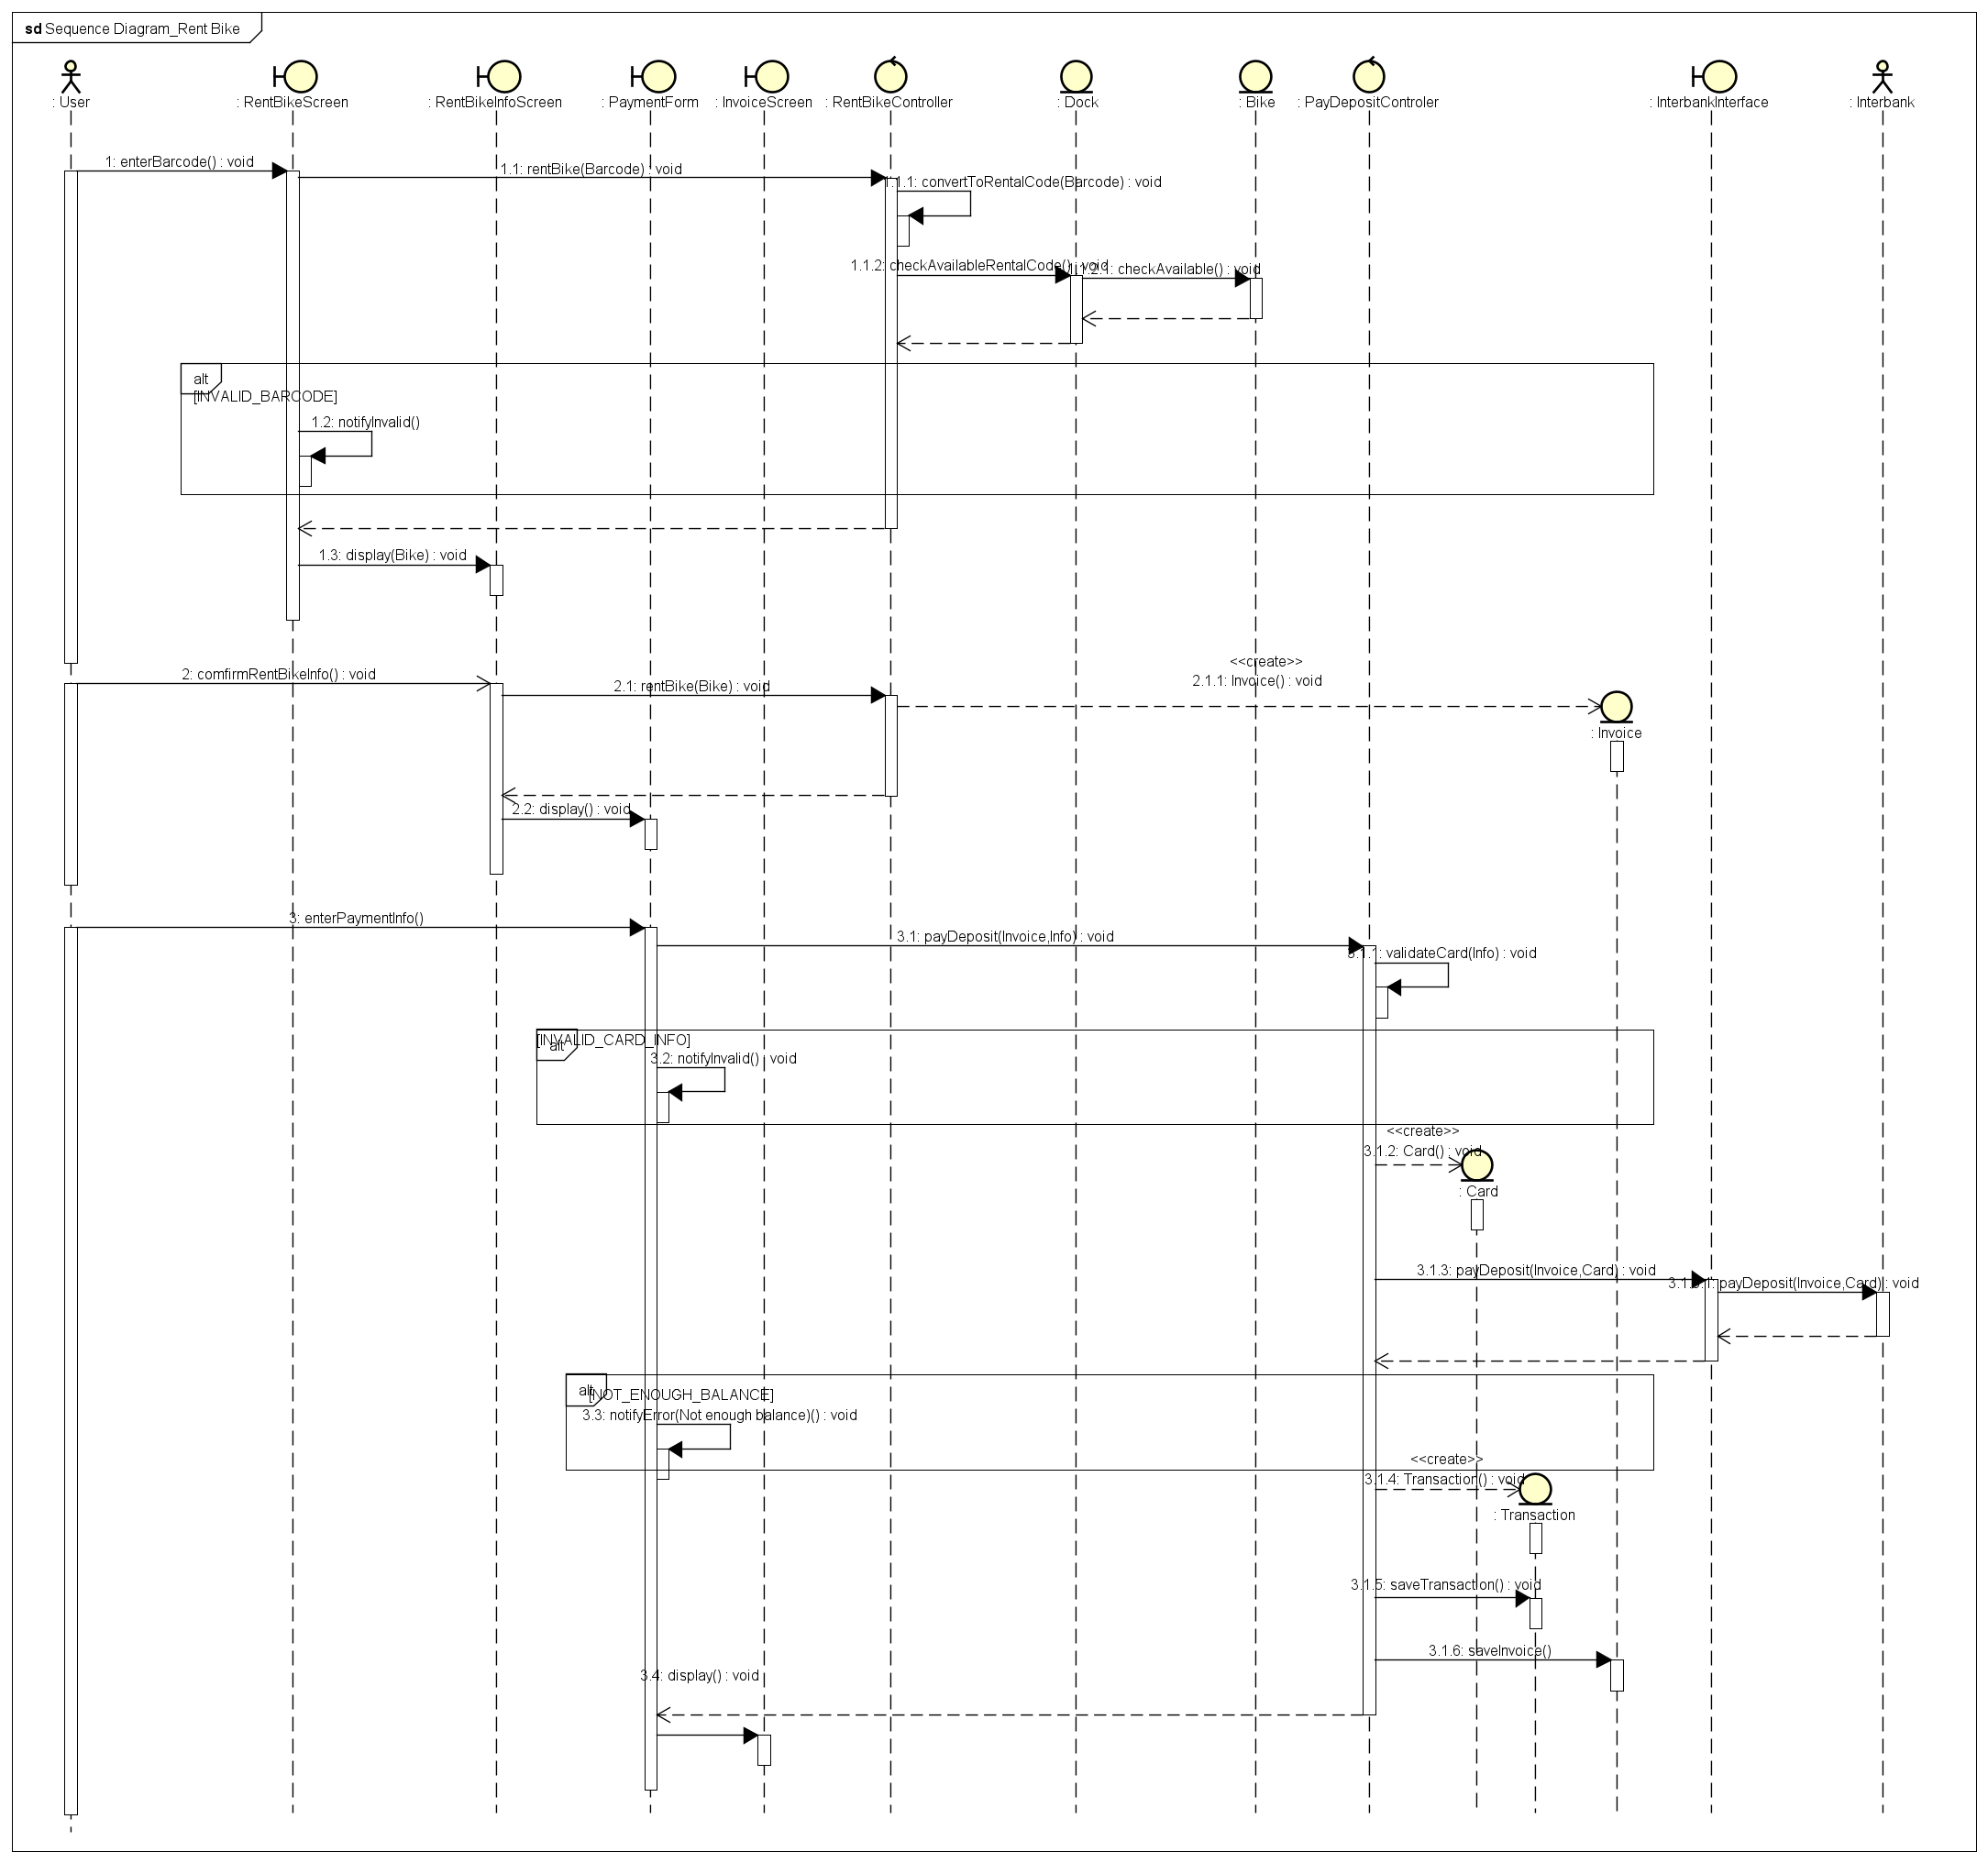 sd Sequence Diagram_Rent Bike
: User
: RentBikeScreen
: RentBikeInfoScreen
: PaymentForm
: InvoiceScreen
: RentBikeController
: Dock
: Bike
: PayDepositControler
: InterbankInterface
: Interbank
1: enterBarcode() : void
1.1: rentBike(Barcode) : void
1.1.1: convertToRentalCode(Barcode) : void
1.1.2: checkAvailableRentalCode() : void
1.1.2.1: checkAvailable() : void
alt
[INVALID_BARCODE]
1.2: notifyInvalid()
1.3: display(Bike) : void
2: comfirmRentBikeInfo() : void
2.1: rentBike(Bike) : void
<<create>>
2.1.1: Invoice() : void
: Invoice
2.2: display() : void
3: enterPaymentInfo()
3.1: payDeposit(Invoice,Info) : void
3.1.1: validateCard(Info) : void
[INVALID_CARD_INFO]
alt
3.2: notifyInvalid() : void
<<create>>
3.1.2: Card() : void
: Card
3.1.3: payDeposit(Invoice,Card) : void
3.1.3.1: payDeposit(Invoice,Card) : void
alt
[NOT_ENOUGH_BALANCE]
3.3: notifyError(Not enough balance)() : void
<<create>>
3.1.4: Transaction() : void
: Transaction
3.1.5: saveTransaction() : void
3.1.6: saveInvoice()
3.4: display() : void